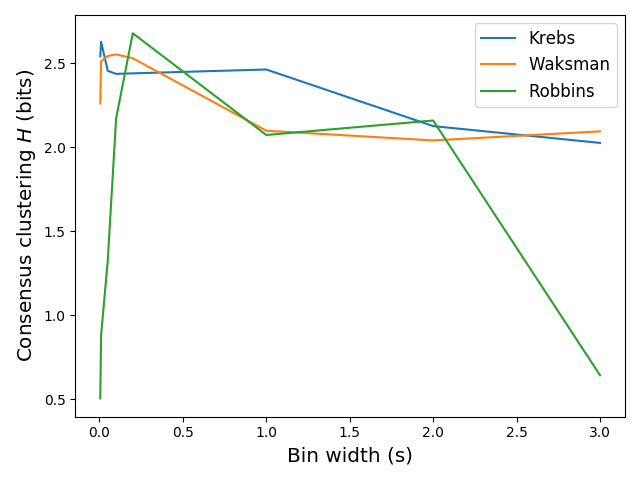 Krebs
Waksman
Robbins
Consensus clustering H (bits)
2.5
2.0
1.5
1.0
0.5
0.0 0.5 1.0 1.5 2.0 2.5 3.0
Bin width (s)